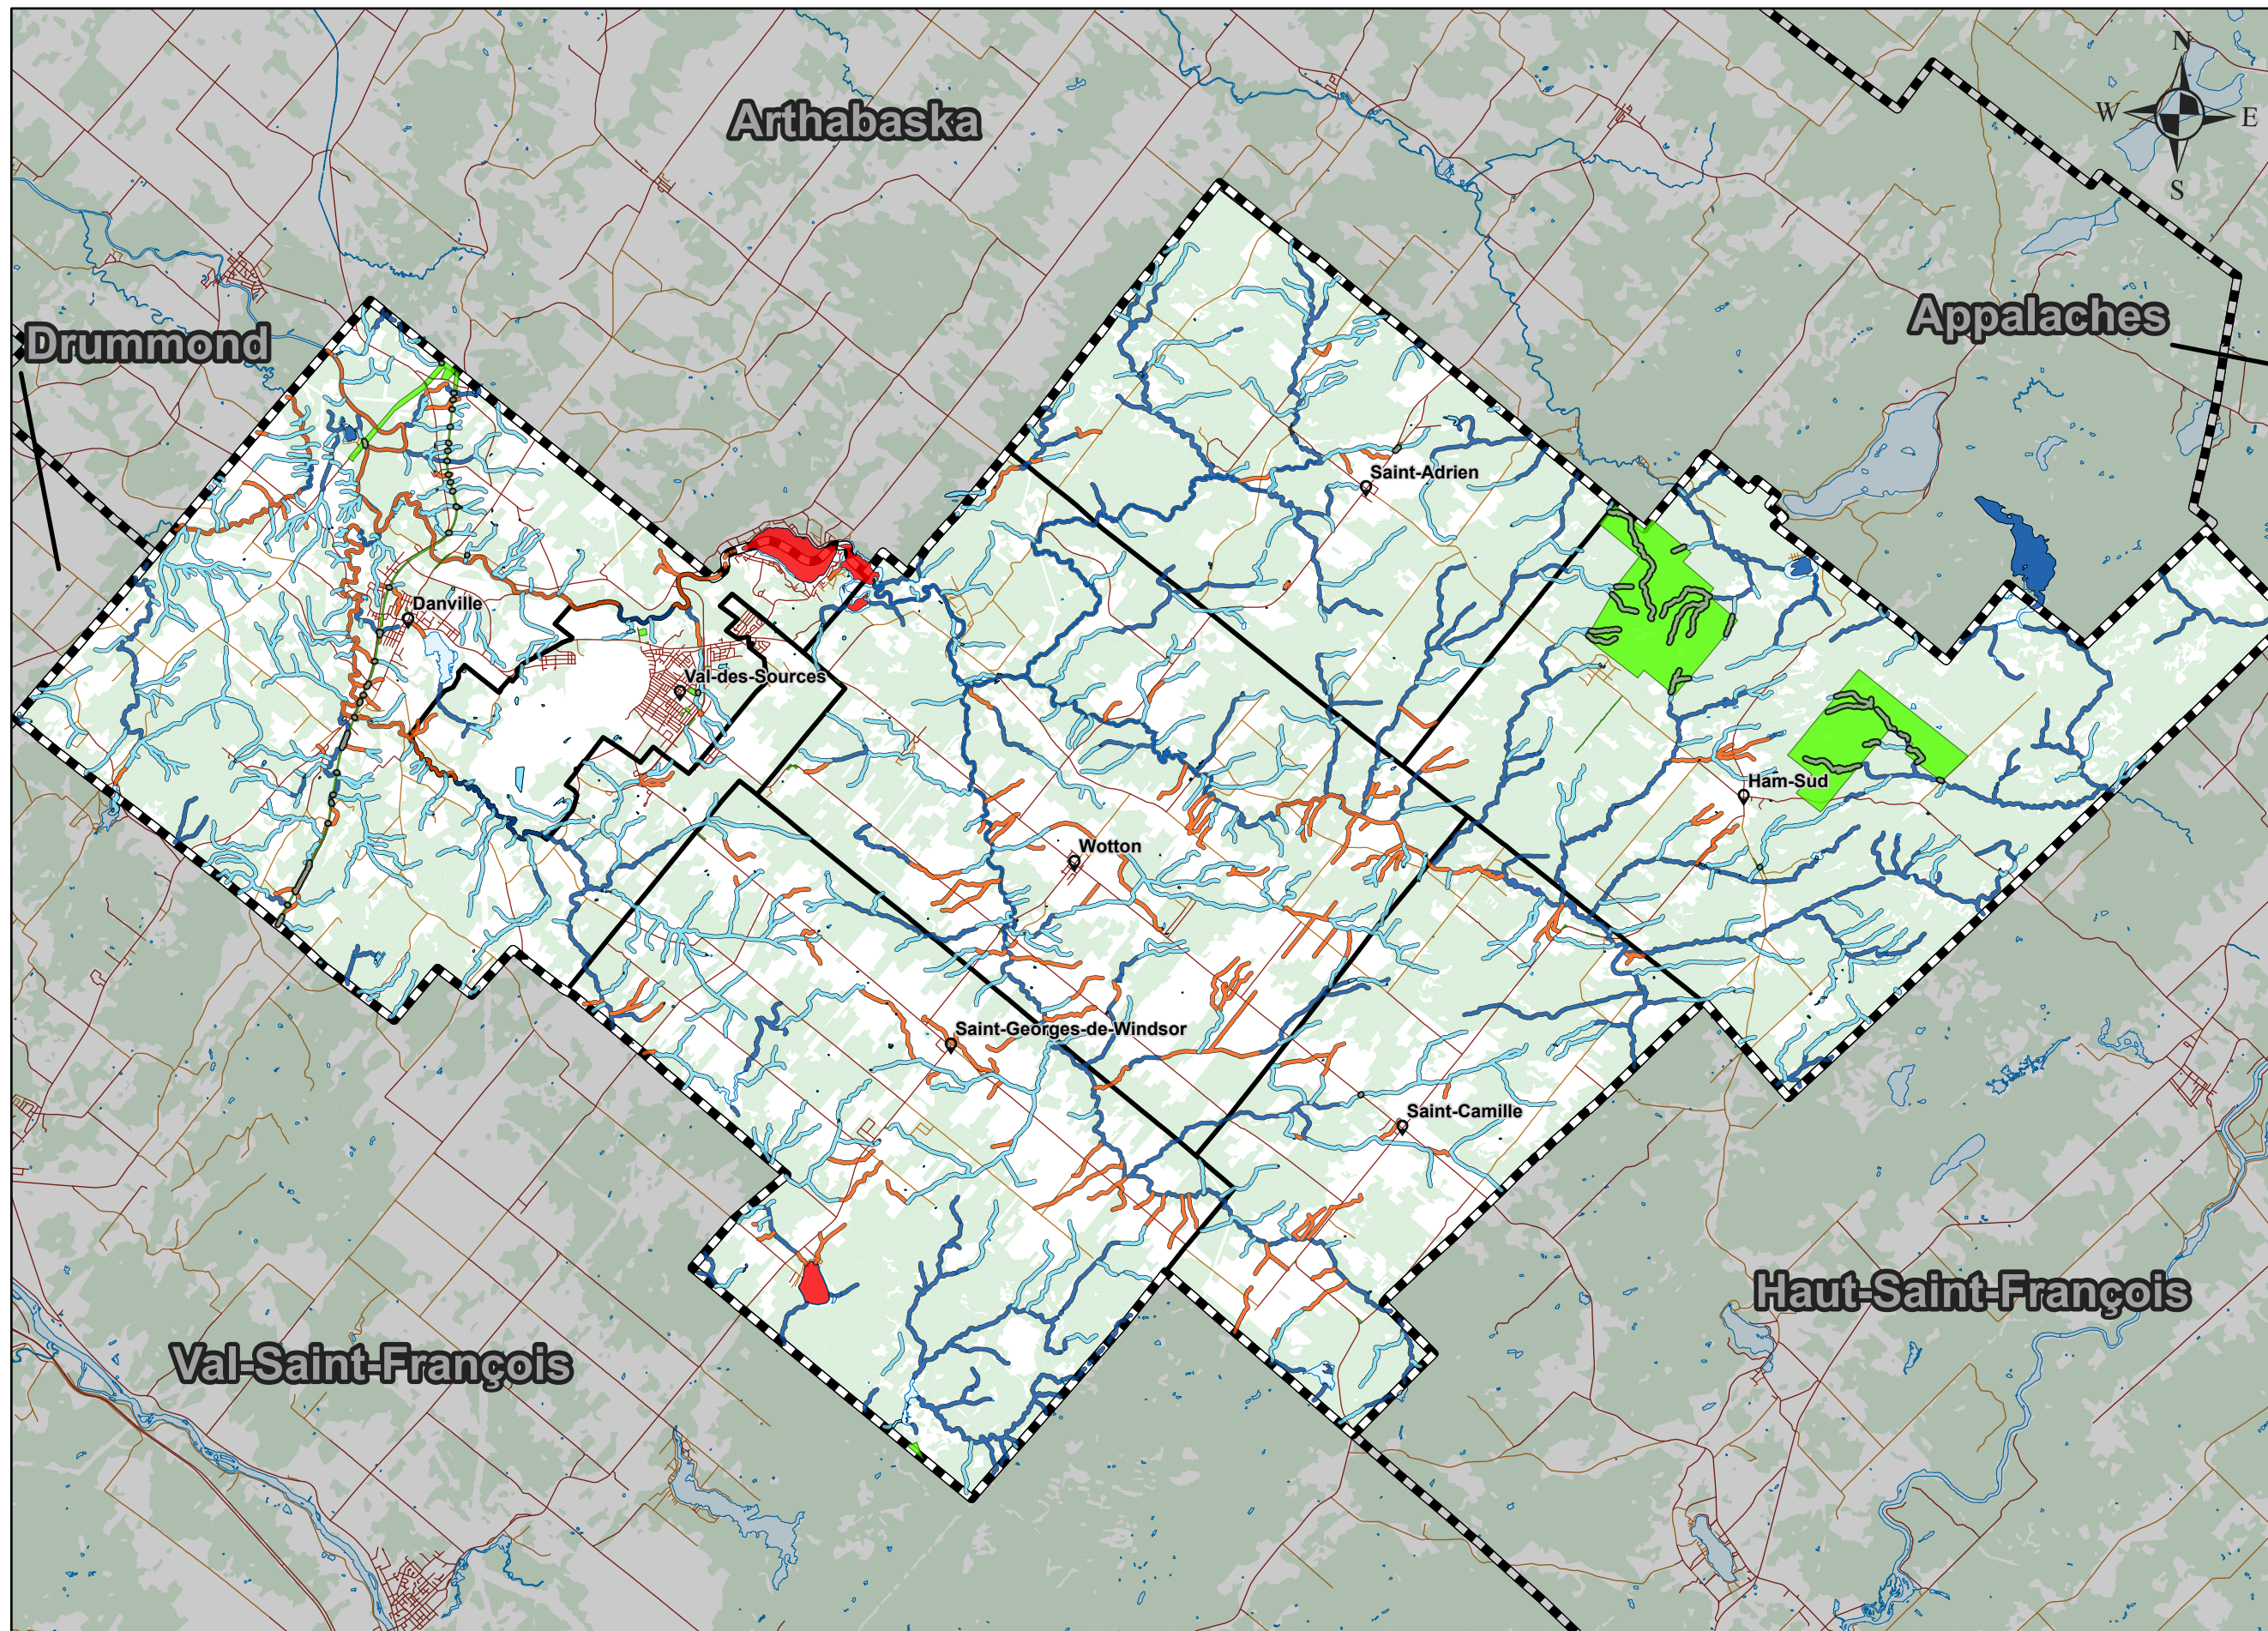 N
W E
S
Arthabaska
Appalaches
Drummond
Saint-Adrien
Danville
Val-des-Sources
Ham-Sud
Wotton
Saint-Georges-de-Windsor
Saint-Camille
Haut-Saint-François
Val-Saint-François